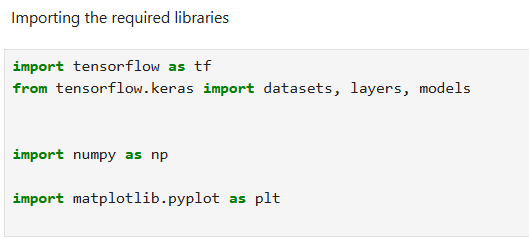 Importing the required libraries
import tensorflow as tf
from tensorflow.keras import datasets, layers, models
import numpy as np
import matplotlib.pyplot as plt